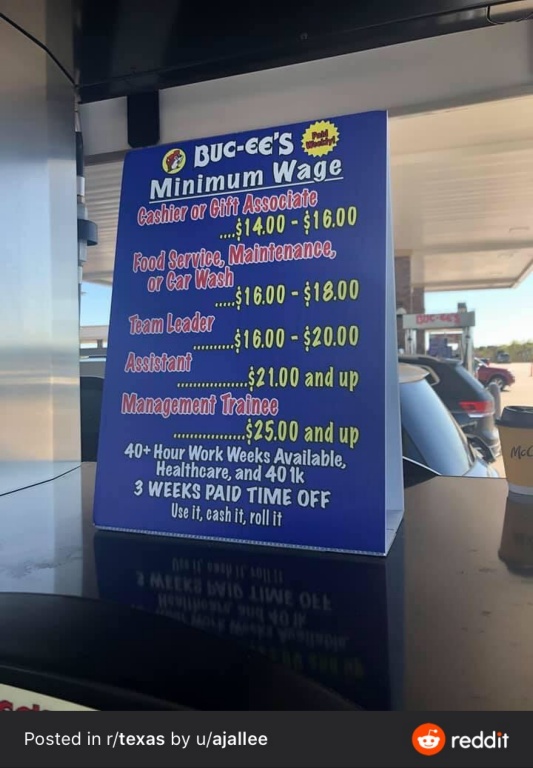 BUC-EE'S
Paid
Weekly!
Minimum Wage
Cashier or Gift Associate
....$14.00 - $16.00
Food Service, Maintenance,
or Car Wash
.....$16.00 - $18.00
Team Leader
.........$16.00 - $20.00
Assistant
................$21.00 and up
Management Trainee
................$25.00 and up
40+ Hour Work Weeks Available,
Healthcare, and 401k
3 WEEKS PAID TIME OFF
Use it, cash it, roll it
BUC-EE'S
McC
Posted in r/texas by u/ajallee
reddit